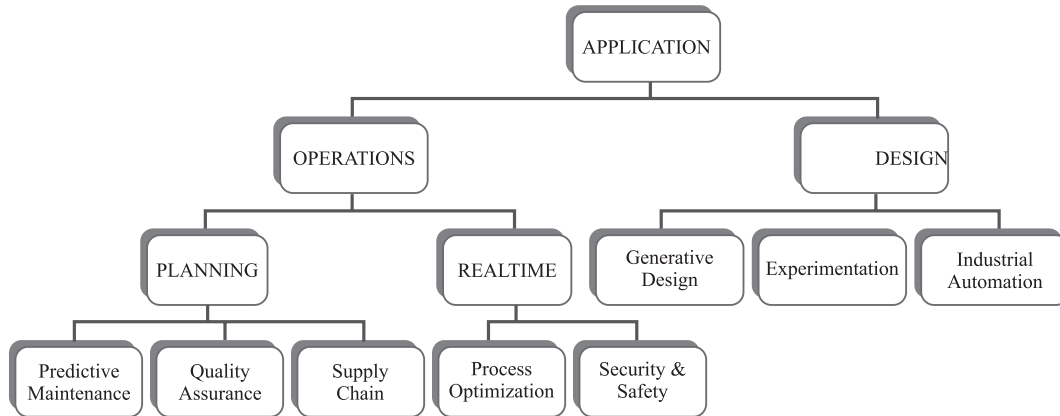 APPLICATION
OPERATIONS
DESIGN
PLANNING
REALTIME
Generative
Design
Experimentation
Industrial
Automation
Predictive
Maintenance
Quality
Assurance
Supply
Chain
Process
Optimization
Security &
Safety